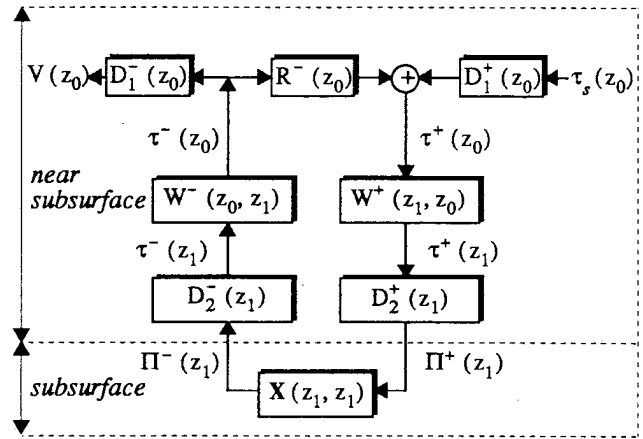 V (z₀) D₁⁻ (z₀) R⁻ (z₀) + D₁⁺ (z₀) τₛ (z₀)
τ⁻ (z₀) τ⁺ (z₀)
near
subsurface
W⁻ (z₀, z₁) W⁺ (z₁, z₀)
τ⁻ (z₁) τ⁺ (z₁)
D₂⁻ (z₁) D₂⁺ (z₁)
Π⁻ (z₁) Π⁺ (z₁)
subsurface X (z₁, z₁)